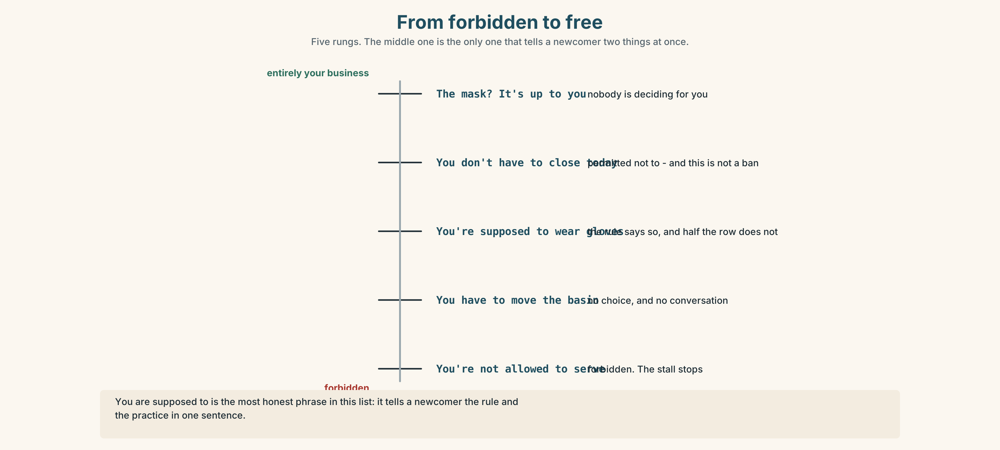 From forbidden to free
Five rungs. The middle one is the only one that tells a newcomer two things at once.
entirely your business
The mask? It's up to you nobody is deciding for you
You don't have to close today permitted not to - and this is not a ban
You're supposed to wear gloves the rule says so, and half the row does not
You have to move the basin no choice, and no conversation
You're not allowed to serve forbidden. The stall stops
forbidden
You are supposed to is the most honest phrase in this list: it tells a newcomer the rule and
the practice in one sentence.